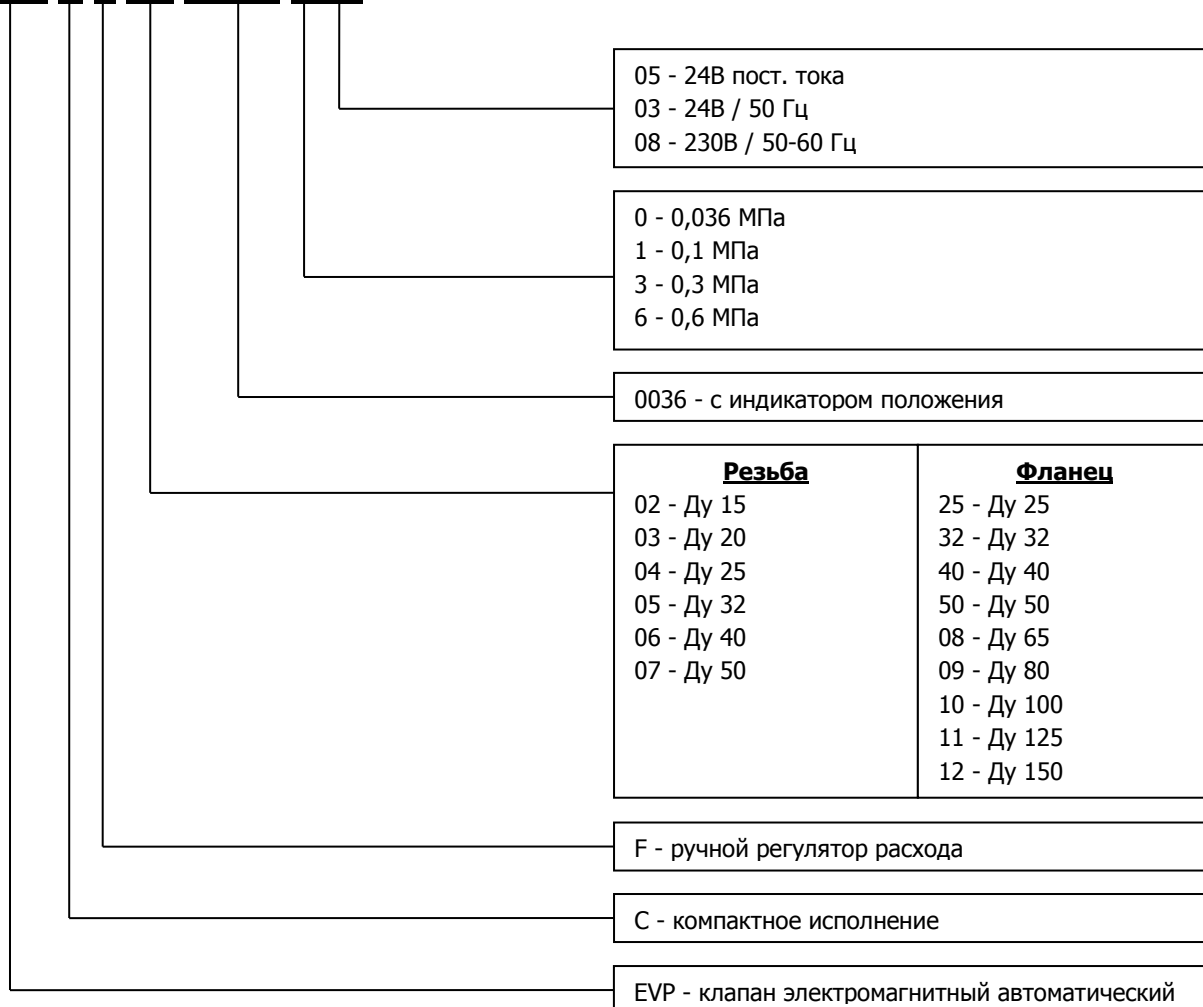 05 - 24В пост. тока
03 - 24В / 50 Гц
08 - 230В / 50-60 Гц
0 - 0,036 МПа
1 - 0,1 МПа
3 - 0,3 МПа
6 - 0,6 МПа
0036 - с индикатором положения
Резьба
02 - Ду 15
03 - Ду 20
04 - Ду 25
05 - Ду 32
06 - Ду 40
07 - Ду 50
Фланец
25 - Ду 25
32 - Ду 32
40 - Ду 40
50 - Ду 50
08 - Ду 65
09 - Ду 80
10 - Ду 100
11 - Ду 125
12 - Ду 150
F - ручной регулятор расхода
C - компактное исполнение
EVP - клапан электромагнитный автоматический